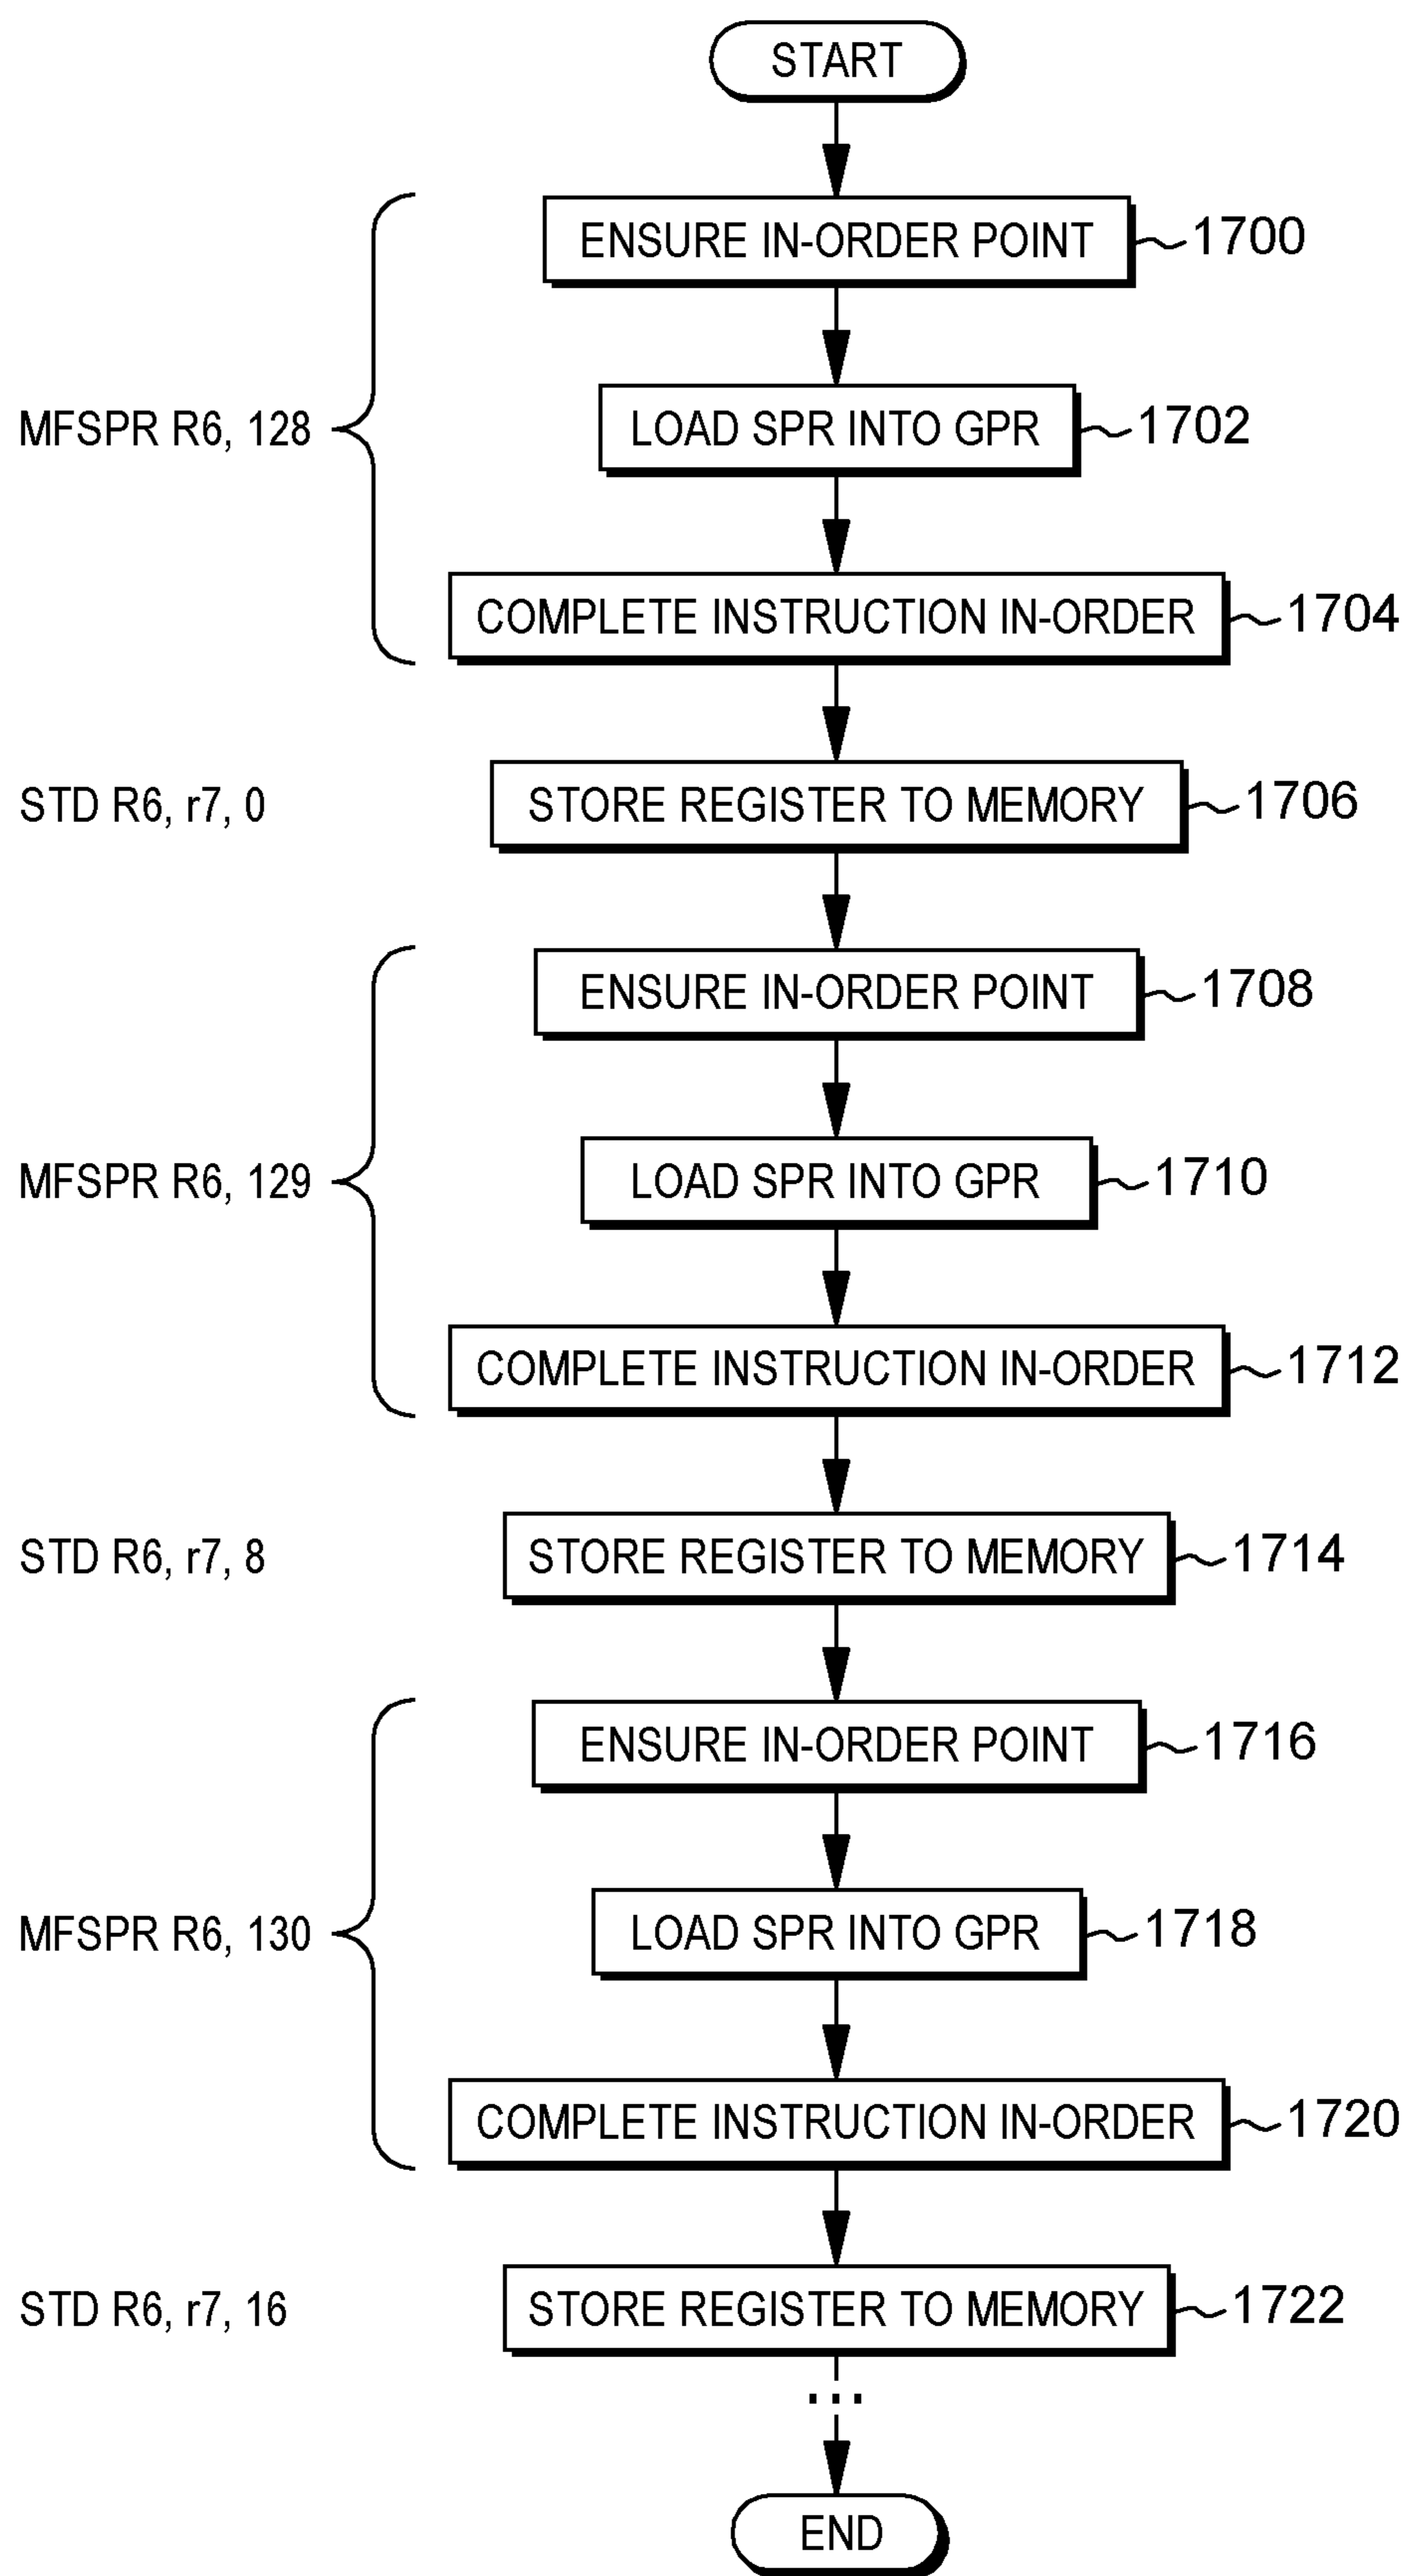 START
ENSURE IN-ORDER POINT 1700
MFSPR R6, 128 LOAD SPR INTO GPR 1702
COMPLETE INSTRUCTION IN-ORDER 1704
STD R6, r7, 0 STORE REGISTER TO MEMORY 1706
ENSURE IN-ORDER POINT 1708
MFSPR R6, 129 LOAD SPR INTO GPR 1710
COMPLETE INSTRUCTION IN-ORDER 1712
STD R6, r7, 8 STORE REGISTER TO MEMORY 1714
ENSURE IN-ORDER POINT 1716
MFSPR R6, 130 LOAD SPR INTO GPR 1718
COMPLETE INSTRUCTION IN-ORDER 1720
STD R6, r7, 16 STORE REGISTER TO MEMORY 1722
...
END